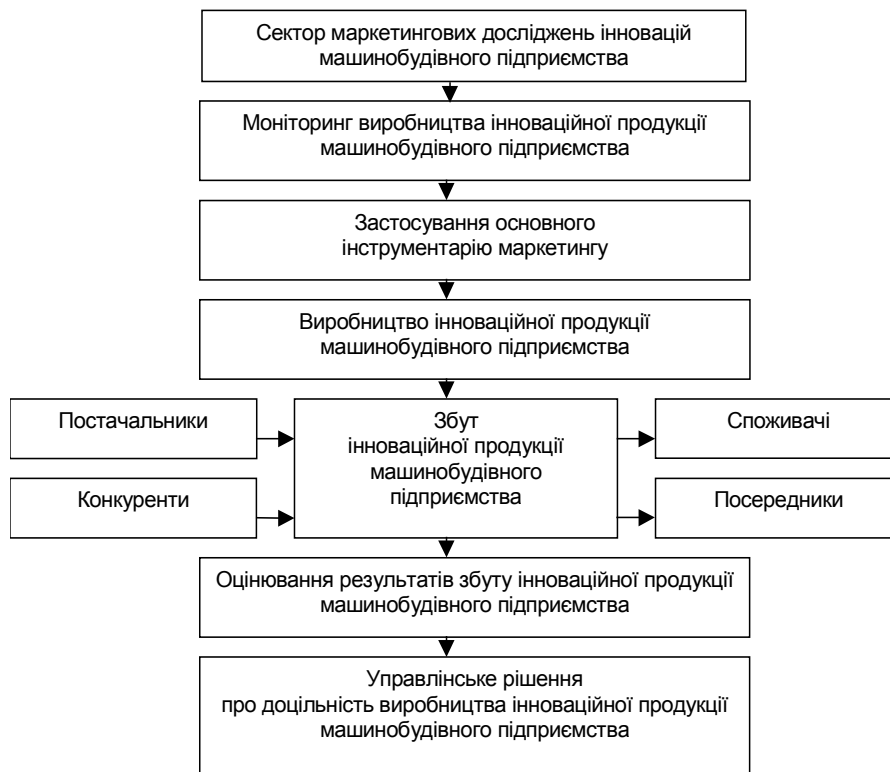 Сектор маркетингових досліджень інновацій
машинобудівного підприємства
Моніторинг виробництва інноваційної продукції
машинобудівного підприємства
Застосування основного
інструментарію маркетингу
Виробництво інноваційної продукції
машинобудівного підприємства
Постачальники
Конкуренти
Збут
інноваційної продукції
машинобудівного
підприємства
Споживачі
Посередники
Оцінювання результатів збуту інноваційної продукції
машинобудівного підприємства
Управлінське рішення
про доцільність виробництва інноваційної продукції
машинобудівного підприємства